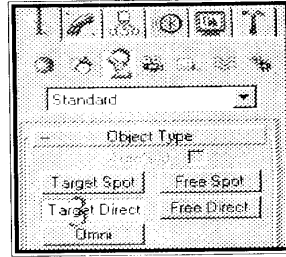 Standard
Object Type
Target Spot Free Spot
Target Direct Free Direct
Omni